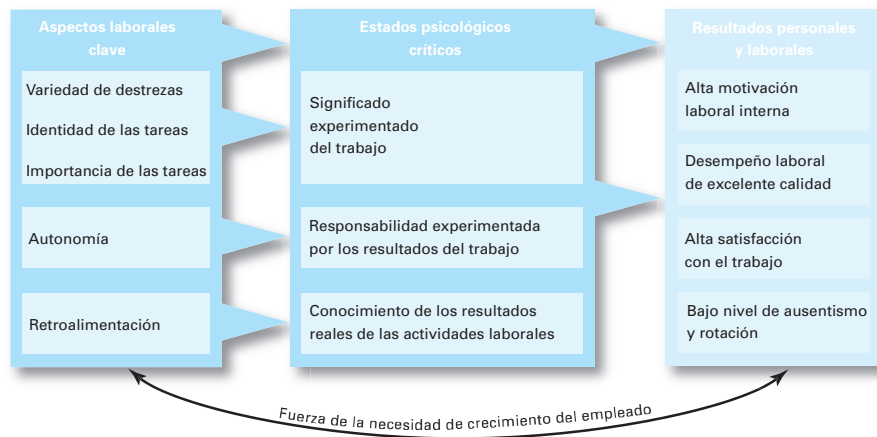 Aspectos laborales
clave
Variedad de destrezas
Identidad de las tareas
Importancia de las tareas
Autonomía
Retroalimentación
Estados psicológicos
críticos
Significado
experimentado
del trabajo
Responsabilidad experimentada
por los resultados del trabajo
Conocimiento de los resultados
reales de las actividades laborales
Resultados personales
y laborales
Alta motivación
laboral interna
Desempeño laboral
de excelente calidad
Alta satisfacción
con el trabajo
Bajo nivel de ausentismo
y rotación
Fuerza de la necesidad de crecimiento del empleado